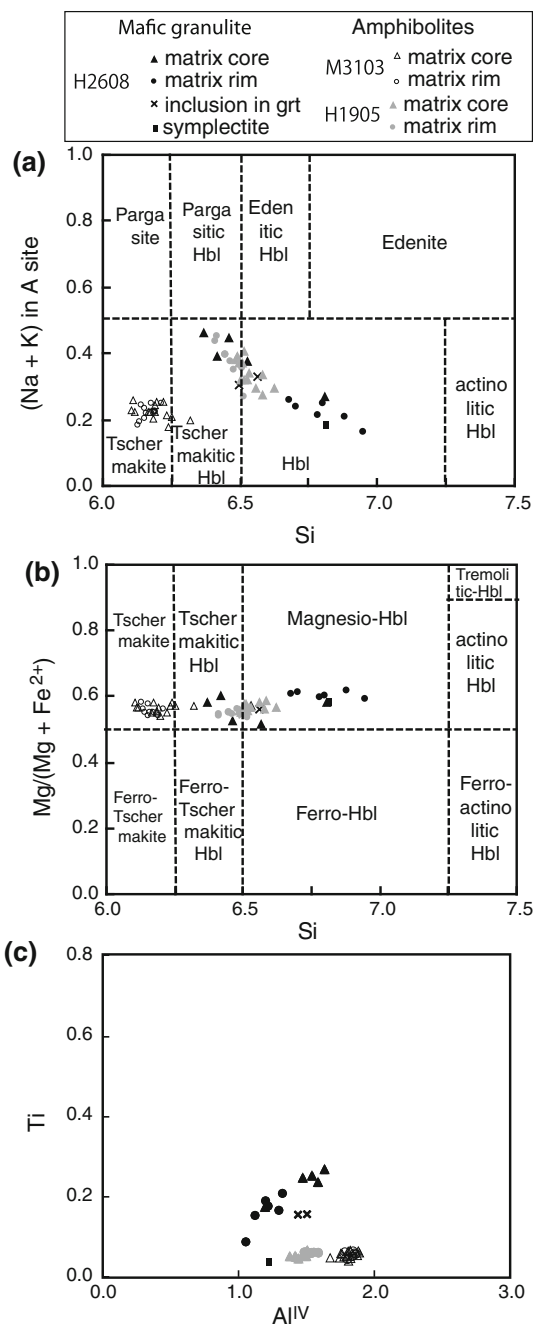 Mafic granulite
Amphibolites
H2608
▲ matrix core
● matrix rim
× inclusion in grt
■ symplectite
M3103
△ matrix core
○ matrix rim
H1905
▲ matrix core
● matrix rim
(a)
1.0
0.8
0.6
0.4
0.2
0.0
(Na + K) in A site
Parga
site
Parga
sitic
Hbl
Eden
itic
Hbl
Edenite
Tscher
makite
Tscher
makitic
Hbl
Hbl
actino
litic
Hbl
6.0
6.5
7.0
7.5
Si
(b)
1.0
0.8
0.6
0.4
0.2
0.0
Mg/(Mg + Fe²⁺)
Tscher
makite
Tscher
makitic
Hbl
Magnesio-Hbl
Tremoli
tic-Hbl
actino
litic
Hbl
Ferro-
Tscher
makite
Ferro-
Tscher
makitic
Hbl
Ferro-Hbl
Ferro-
actino
litic
Hbl
6.0
6.5
7.0
7.5
Si
(c)
0.8
0.6
0.4
0.2
0.0
Ti
0.0
1.0
2.0
3.0
Alᴵⱽ